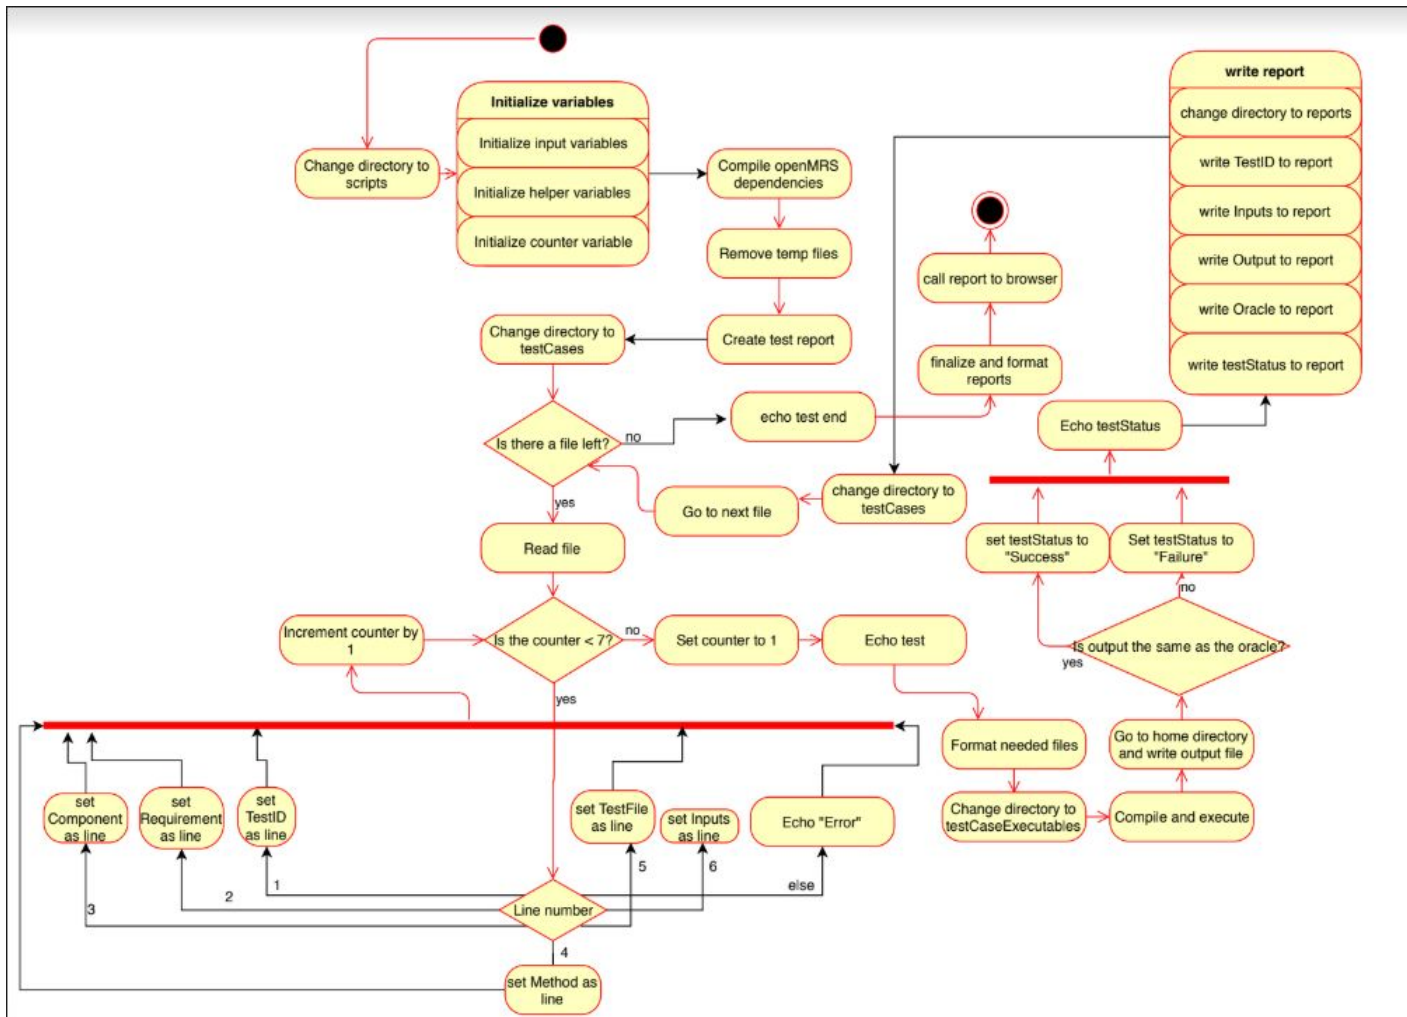 Initialize variables
Initialize input variables
Initialize helper variables
Initialize counter variable
Change directory to
scripts
Compile openMRS
dependencies
Remove temp files
Create test report
Change directory to
testCases
Is there a file left?
no
yes
echo test end
finalize and format
reports
call report to browser
write report
change directory to reports
write TestID to report
write Inputs to report
write Output to report
write Oracle to report
write testStatus to report
Echo testStatus
change directory to
testCases
Go to next file
Read file
set testStatus to
"Success"
Set testStatus to
"Failure"
no
yes
Is output the same as the oracle?
Increment counter by
1
Is the counter < 7?
no
yes
Set counter to 1
Echo test
Format needed files
Change directory to
testCaseExecutables
Compile and execute
Go to home directory
and write output file
set
Component
as line
set
Requirement
as line
set
TestID
as line
set TestFile
as line
set Inputs
as line
Echo "Error"
1
2
3
5
6
else
Line number
4
set Method as
line